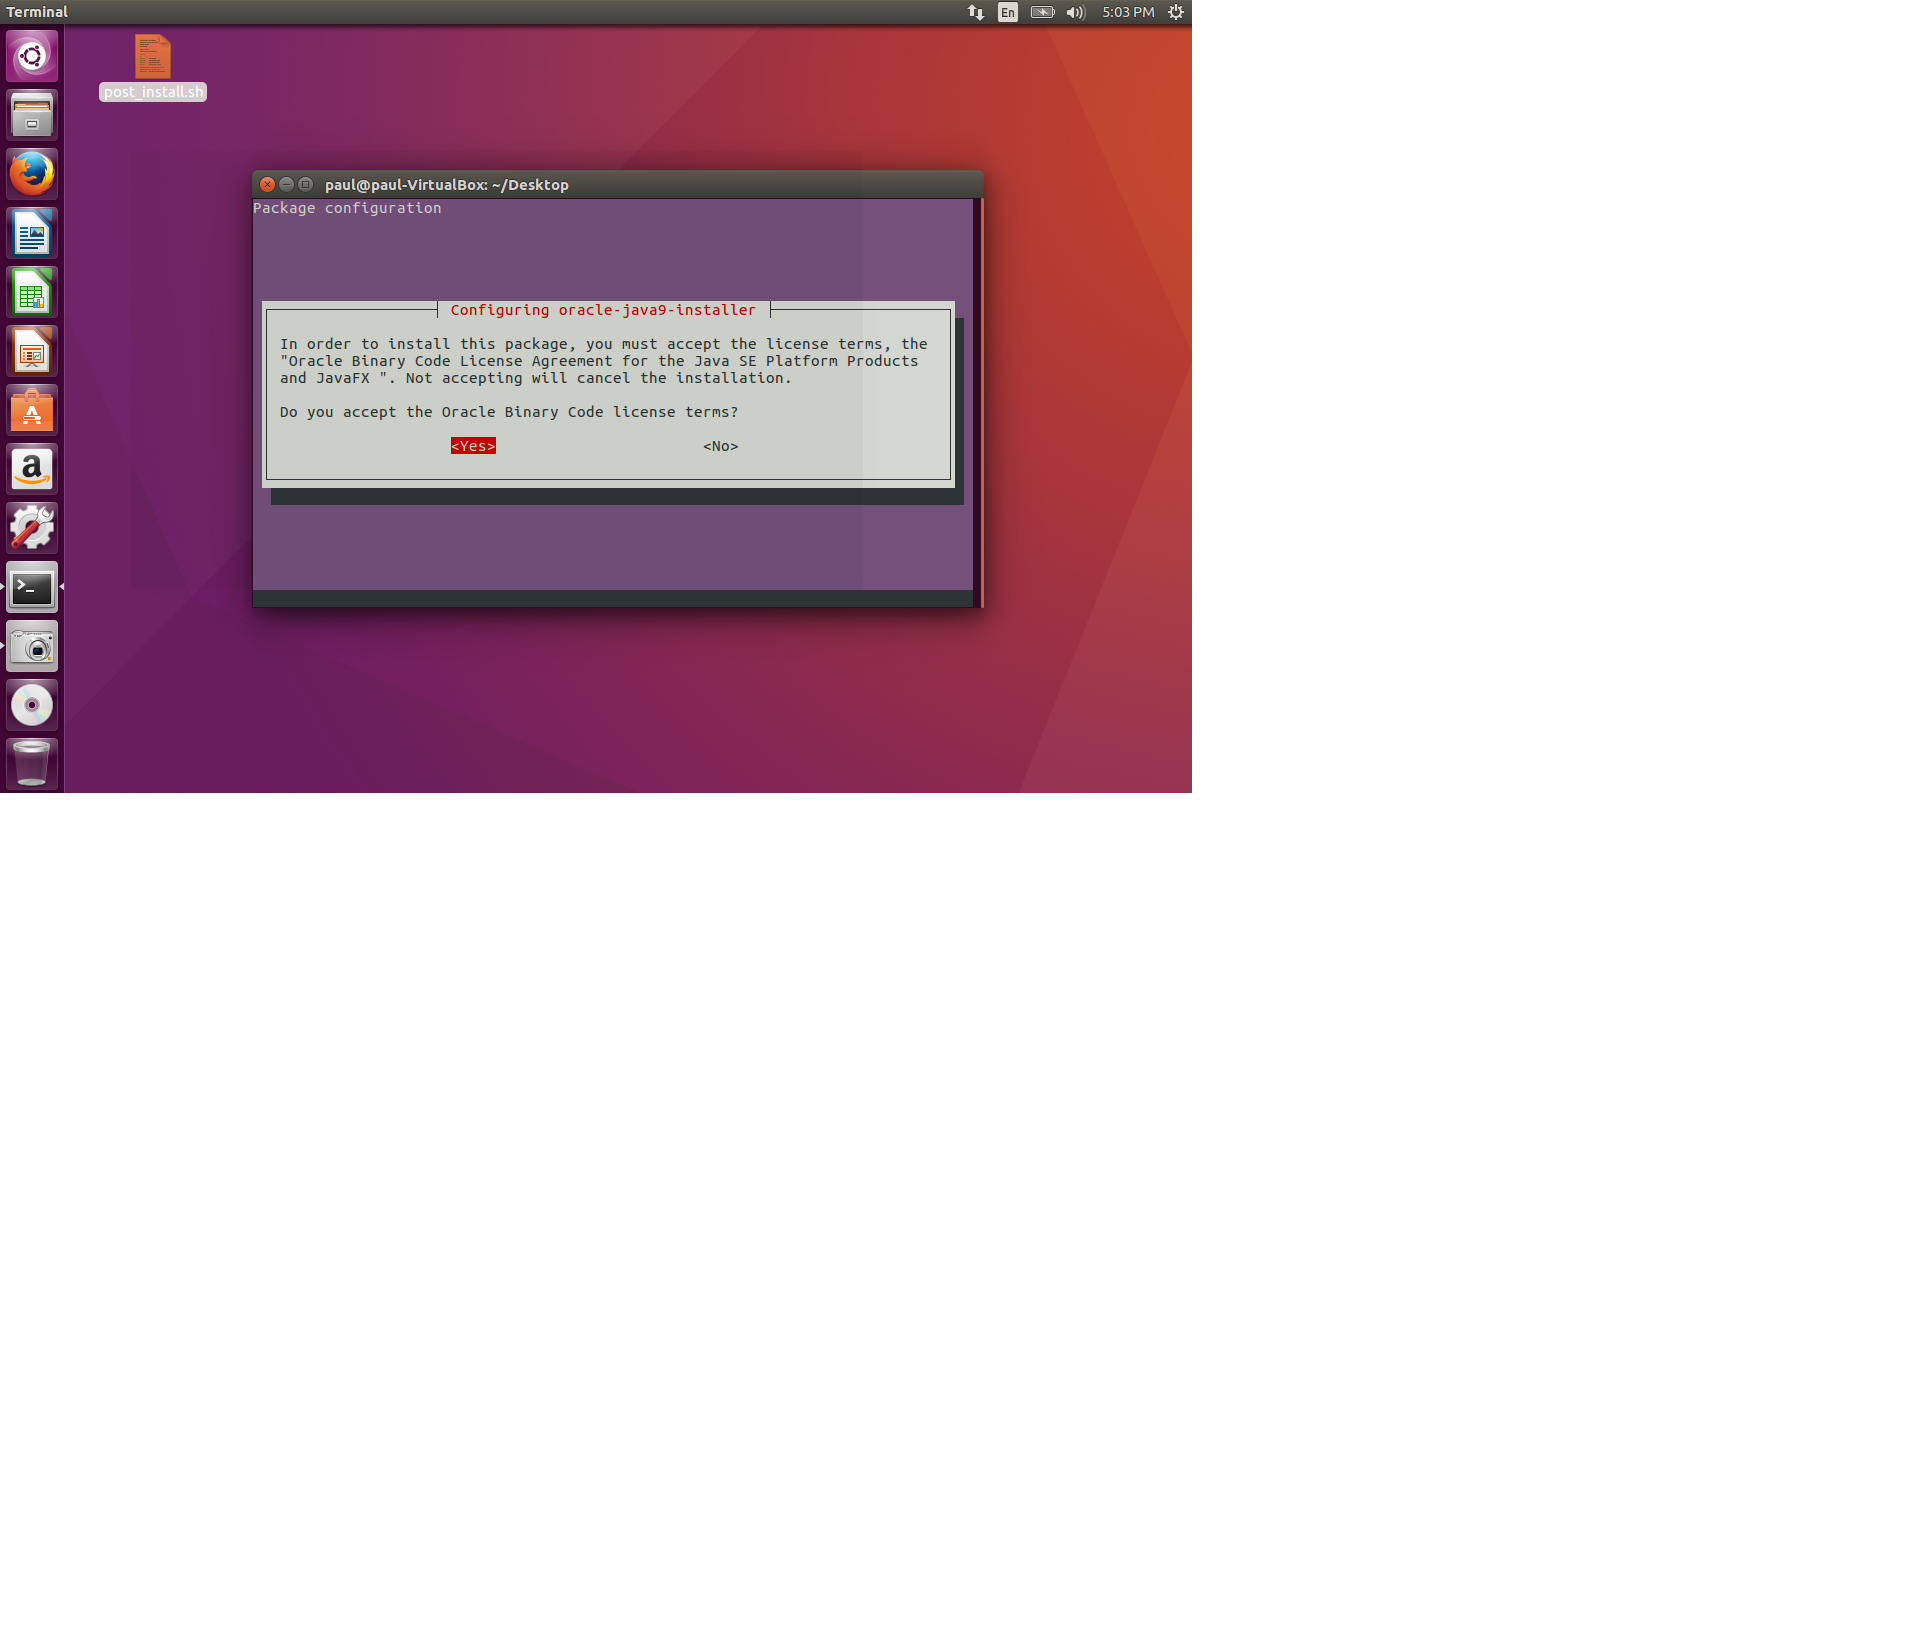 Terminal
En
5:03 PM
post_install.sh
paul@paul-VirtualBox: ~/Desktop
Package configuration
Configuring oracle-java9-installer
In order to install this package, you must accept the license terms, the
"Oracle Binary Code License Agreement for the Java SE Platform Products
and JavaFX ". Not accepting will cancel the installation.
Do you accept the Oracle Binary Code license terms?
<Yes> <No>